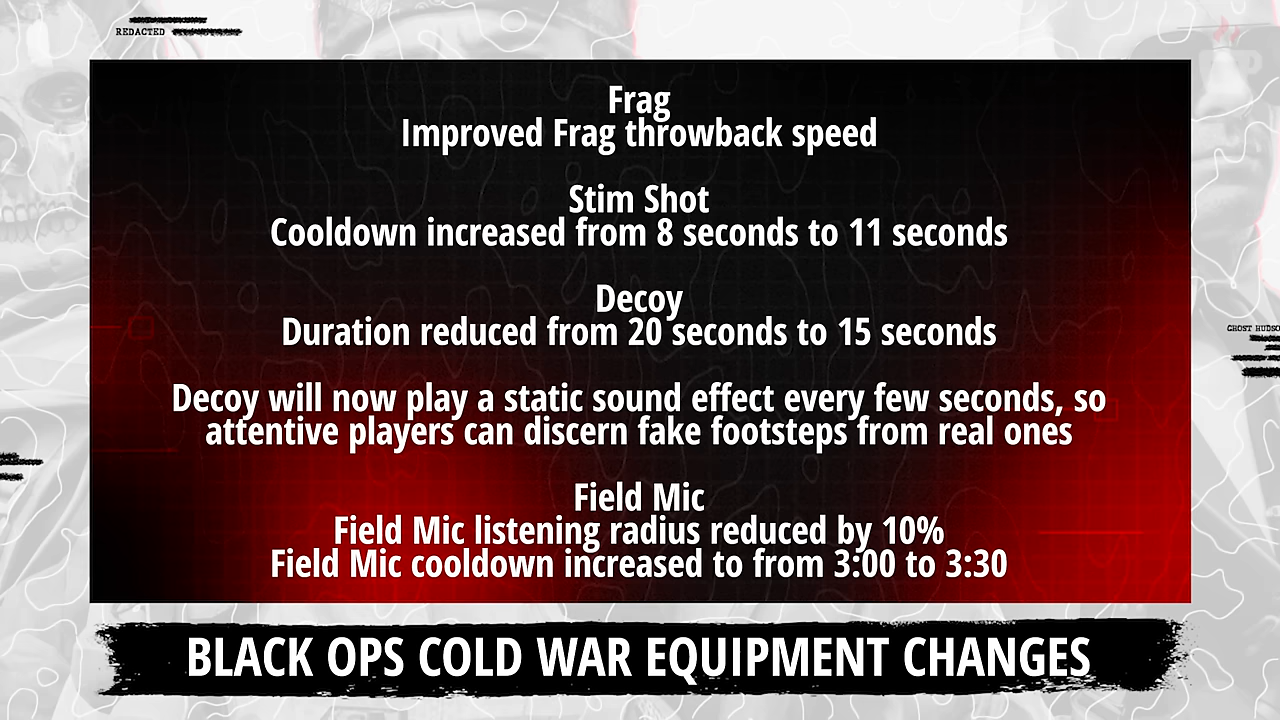 REDACTED
Frag
Improved Frag throwback speed
Stim Shot
Cooldown increased from 8 seconds to 11 seconds
Decoy
Duration reduced from 20 seconds to 15 seconds
Decoy will now play a static sound effect every few seconds, so
attentive players can discern fake footsteps from real ones
Field Mic
Field Mic listening radius reduced by 10%
Field Mic cooldown increased to from 3:00 to 3:30
GHOST HUDSO
BLACK OPS COLD WAR EQUIPMENT CHANGES